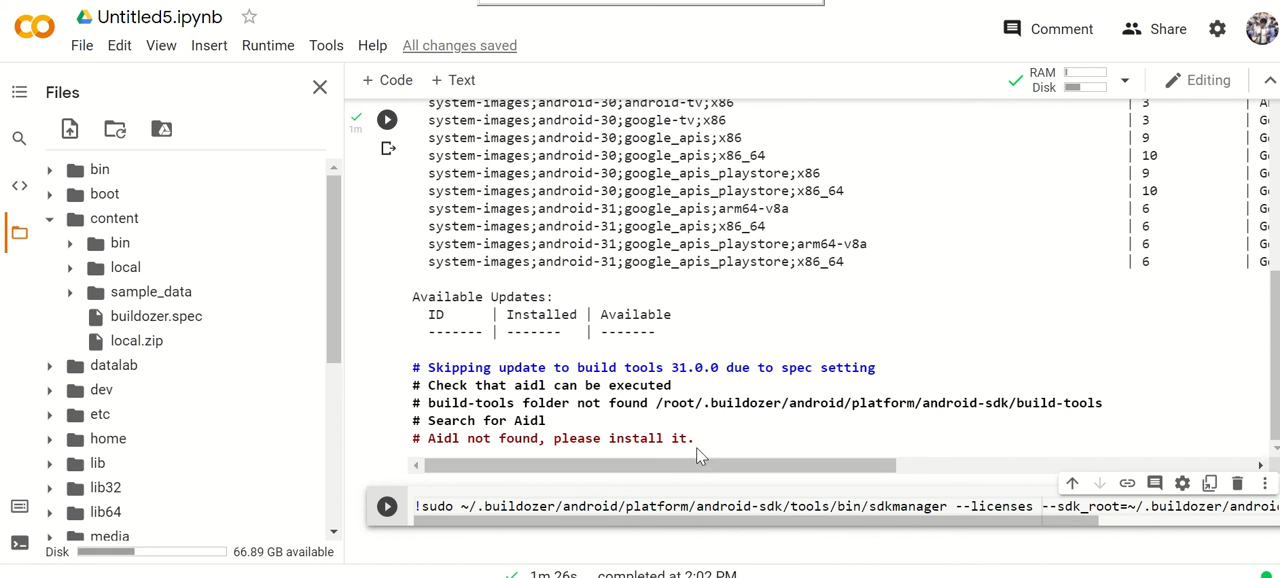 Untitled5.ipynb
File Edit View Insert Runtime Tools Help All changes saved
Comment Share
Files
+ Code + Text
RAM
Disk
Editing
bin
boot
content
bin
local
sample_data
buildozer.spec
local.zip
datalab
dev
etc
home
lib
lib32
lib64
media
Disk 66.89 GB available
1m
system-images;android-30;android-tv;x86 | 3
system-images;android-30;google-tv;x86 | 3
system-images;android-30;google_apis;x86 | 9
system-images;android-30;google_apis;x86_64 | 10
system-images;android-30;google_apis_playstore;x86 | 9
system-images;android-30;google_apis_playstore;x86_64 | 10
system-images;android-31;google_apis;arm64-v8a | 6
system-images;android-31;google_apis;x86_64 | 6
system-images;android-31;google_apis_playstore;arm64-v8a | 6
system-images;android-31;google_apis_playstore;x86_64 | 6
Available Updates:
ID | Installed | Available
------- | ------- | -------
# Skipping update to build tools 31.0.0 due to spec setting
# Check that aidl can be executed
# build-tools folder not found /root/.buildozer/android/platform/android-sdk/build-tools
# Search for Aidl
# Aidl not found, please install it.
!sudo ~/.buildozer/android/platform/android-sdk/tools/bin/sdkmanager --licenses --sdk_root=~/.buildozer/androi
1m 26s completed at 2:02 PM